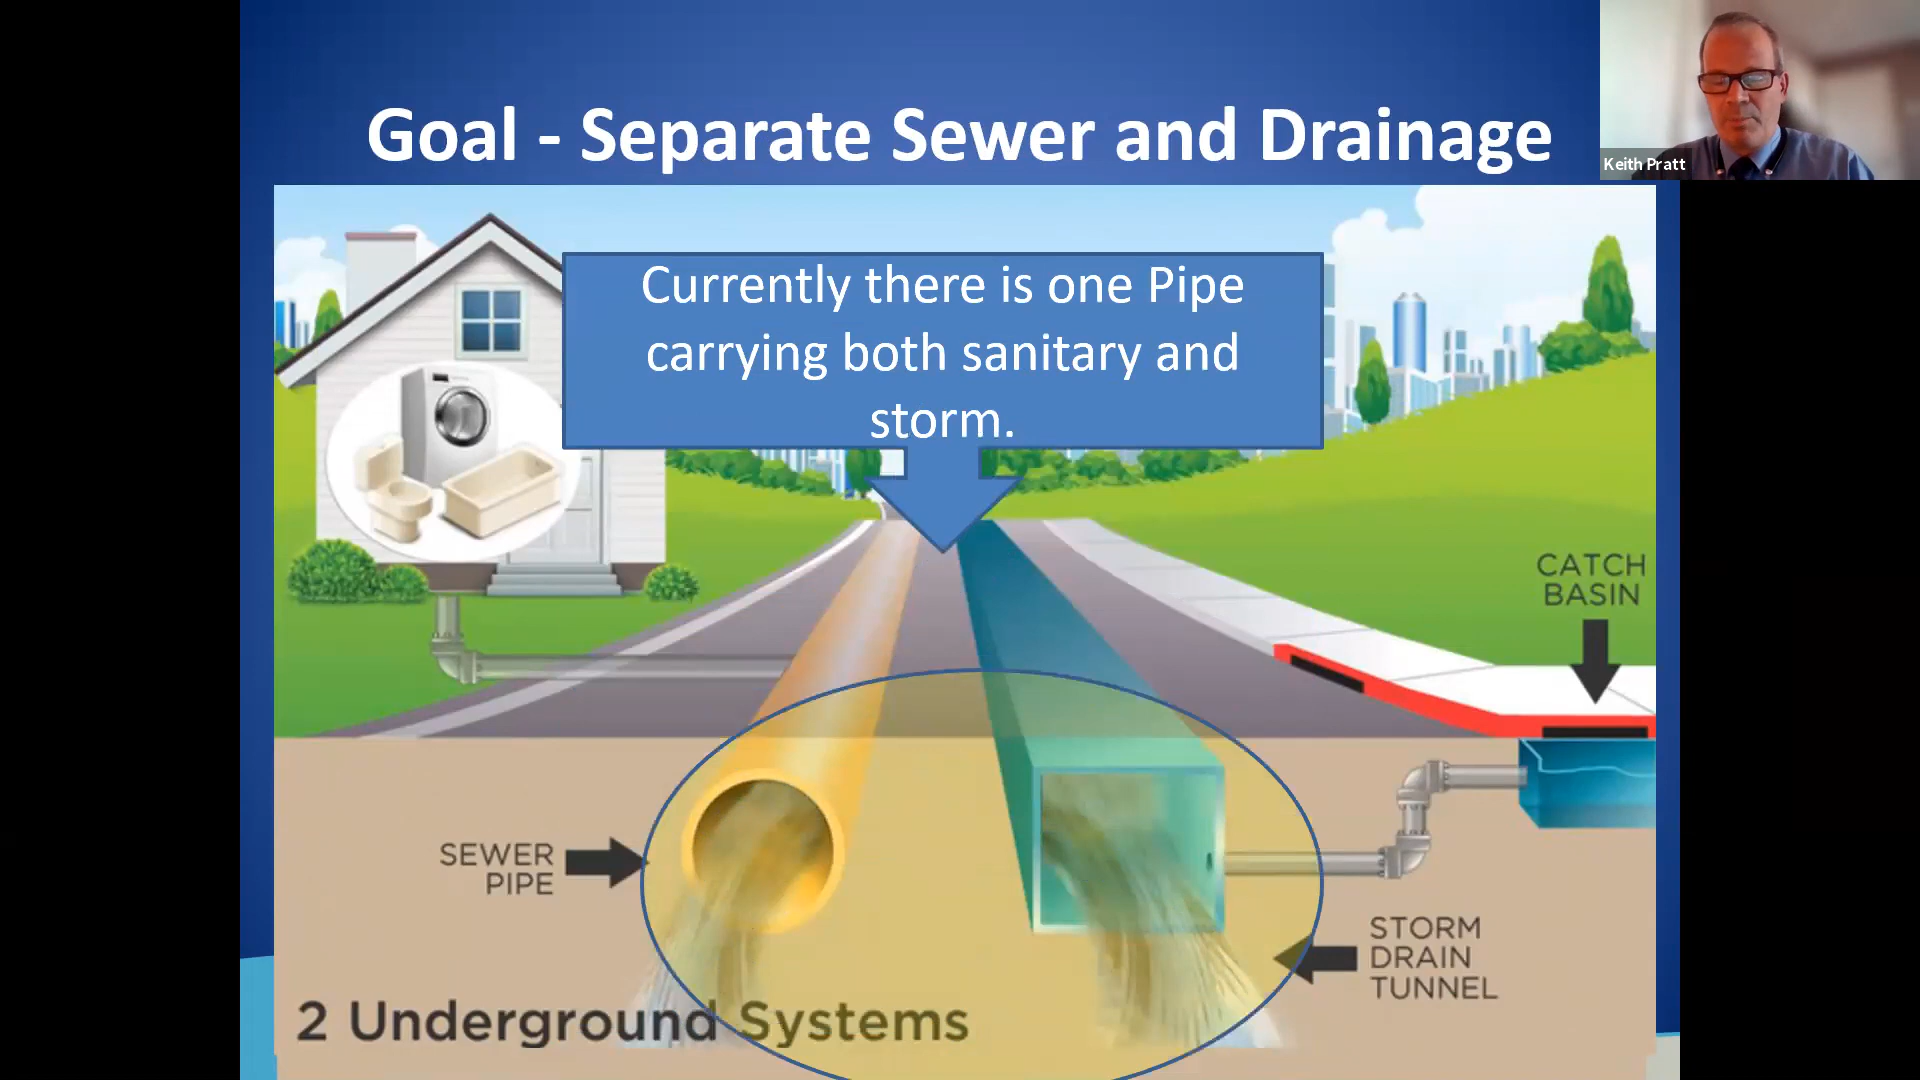 Goal - Separate Sewer and Drainage
Keith Pratt
Currently there is one Pipe
carrying both sanitary and
storm.
CATCH
BASIN
SEWER
PIPE
STORM
DRAIN
TUNNEL
2 Underground Systems